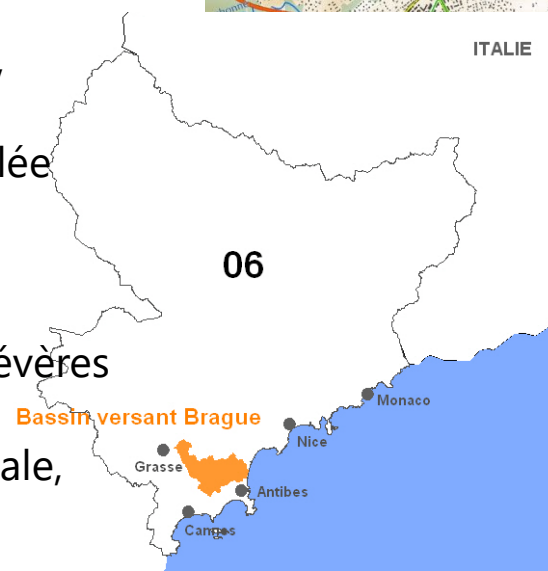 ITALIE
lée
06
évères
Monaco
Bassin versant Brague
Nice
ale,
Grasse
Antibes
Cannes